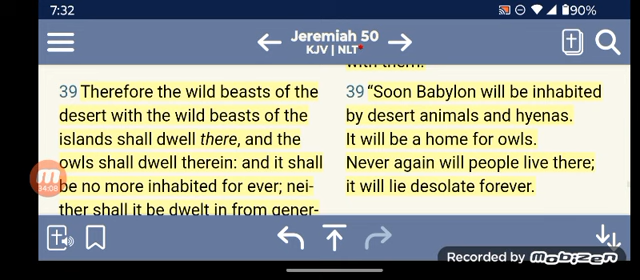 7:32
90%
Jeremiah 50
KJV | NLT
39 Therefore the wild beasts of the
desert with the wild beasts of the
islands shall dwell there, and the
owls shall dwell therein: and it shall
be no more inhabited for ever; nei-
ther shall it be dwelt in from gener-
with them.
39 “Soon Babylon will be inhabited
by desert animals and hyenas.
It will be a home for owls.
Never again will people live there;
it will lie desolate forever.
14:08
Recorded by Mobizen